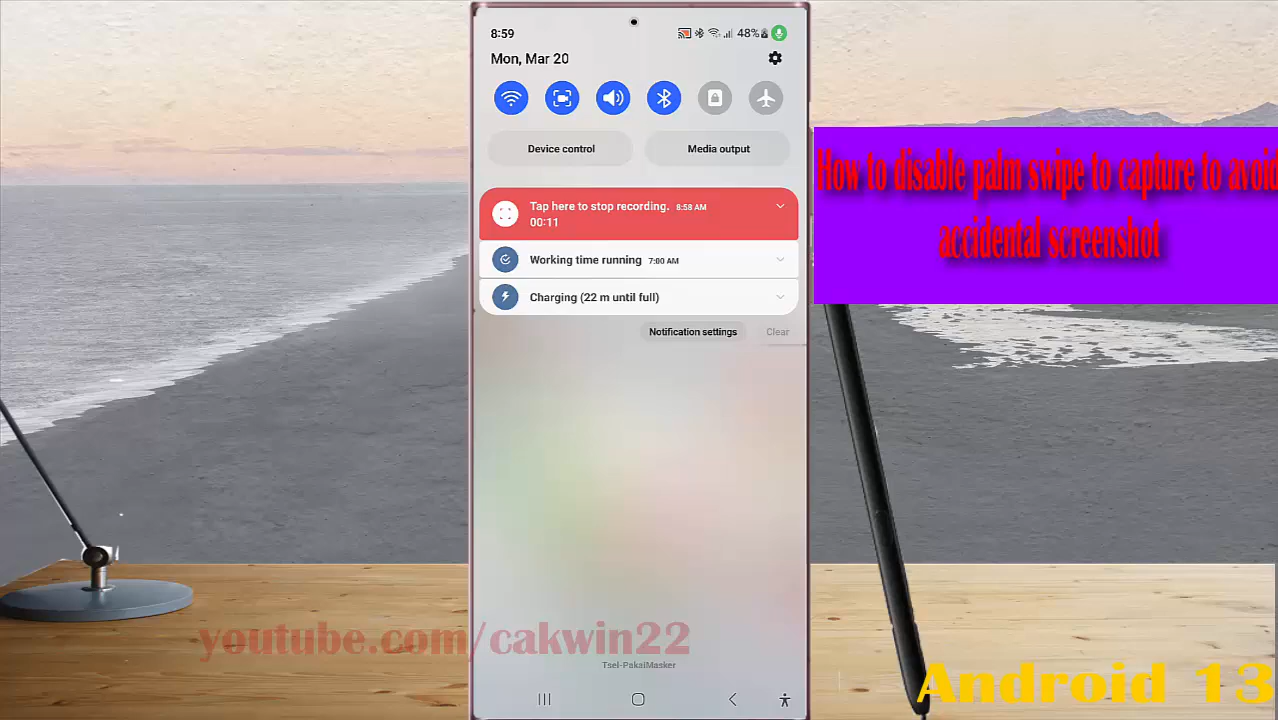 8:59
48%
Mon, Mar 20
Device control
Media output
Tap here to stop recording. 8:58 AM
00:11
Working time running 7:00 AM
Charging (22 m until full)
Notification settings
Clear
Tsel-PakaiMasker
How to disable palm swipe to capture to avoid
accidental screenshot
youtube.com/cakwin22
Android 13